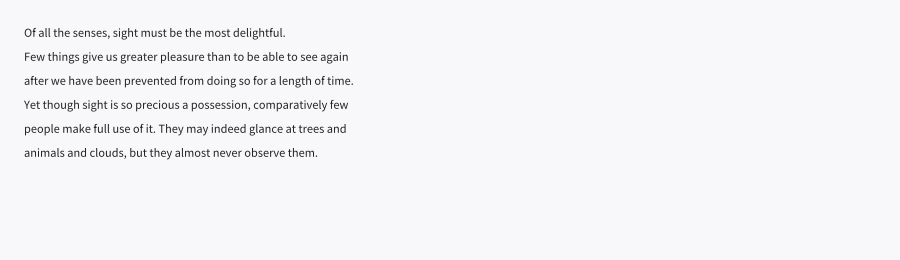 Of all the senses, sight must be the most delightful.
Few things give us greater pleasure than to be able to see again
after we have been prevented from doing so for a length of time.
Yet though sight is so precious a possession, comparatively few
people make full use of it. They may indeed glance at trees and
animals and clouds, but they almost never observe them.